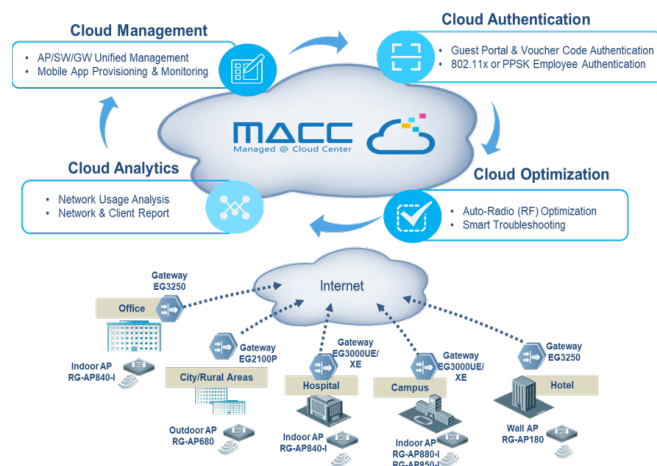 Cloud Management
• AP/SW/GW Unified Management
• Mobile App Provisioning & Monitoring
Cloud Authentication
• Guest Portal & Voucher Code Authentication
• 802.11x or PPSK Employee Authentication
MACC
Managed @ Cloud Center
Cloud Analytics
• Network Usage Analysis
• Network & Client Report
Cloud Optimization
• Auto-Radio (RF) Optimization
• Smart Troubleshooting
Internet
Gateway
EG3250
Office
Indoor AP
RG-AP840-I
Gateway
EG2100P
City/Rural Areas
Outdoor AP
RG-AP680
Gateway
EG3000UE/
XE
Hospital
Indoor AP
RG-AP840-I
Gateway
EG3000UE/
XE
Campus
Indoor AP
RG-AP880-I
RG-AP850-I
Gateway
EG3250
Hotel
Wall AP
RG-AP180